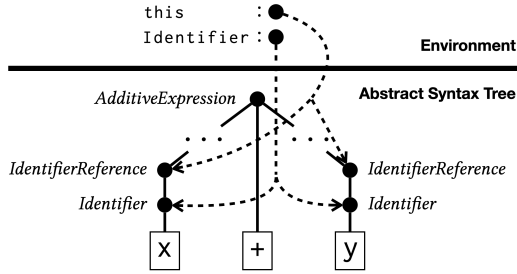 this :
Identifier :
Environment
Abstract Syntax Tree
AdditiveExpression
... ...
IdentifierReference IdentifierReference
Identifier Identifier
x + y